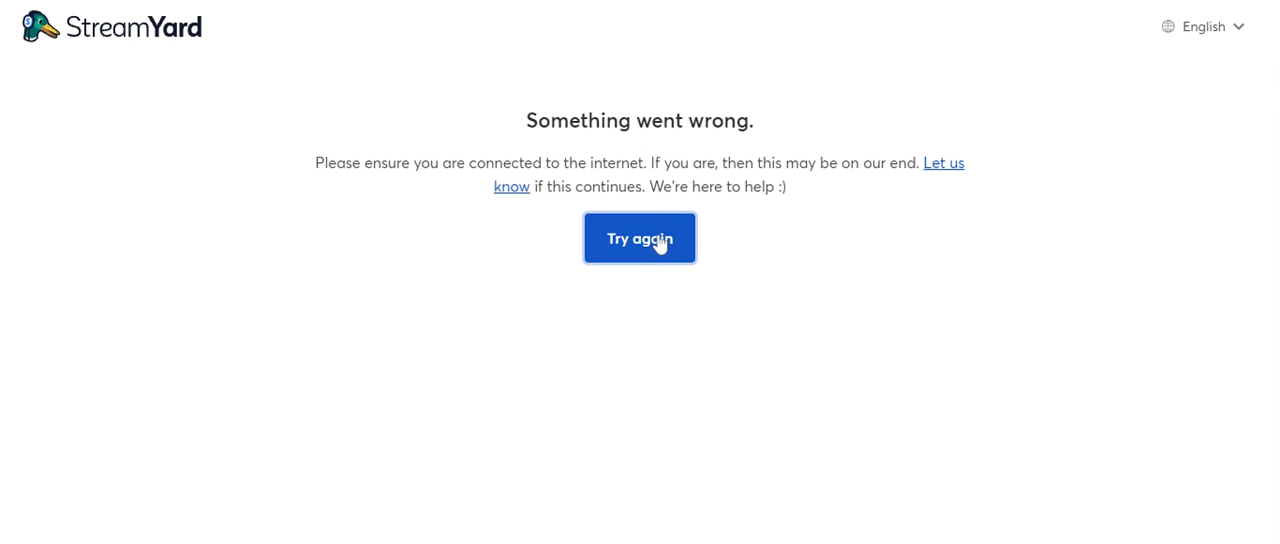 StreamYard
English
Something went wrong.
Please ensure you are connected to the internet. If you are, then this may be on our end. Let us
know if this continues. We're here to help :)
Try again